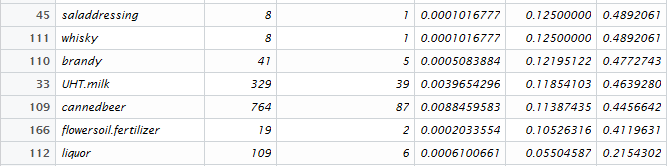 45 saladdressing 8 1 0.0001016777 0.12500000 0.4892061
111 whisky 8 1 0.0001016777 0.12500000 0.4892061
110 brandy 41 5 0.0005083884 0.12195122 0.4772743
33 UHT.milk 329 39 0.0039654296 0.11854103 0.4639280
109 cannedbeer 764 87 0.0088459583 0.11387435 0.4456642
166 flowersoil.fertilizer 19 2 0.0002033554 0.10526316 0.4119631
112 liquor 109 6 0.0006100661 0.05504587 0.2154302